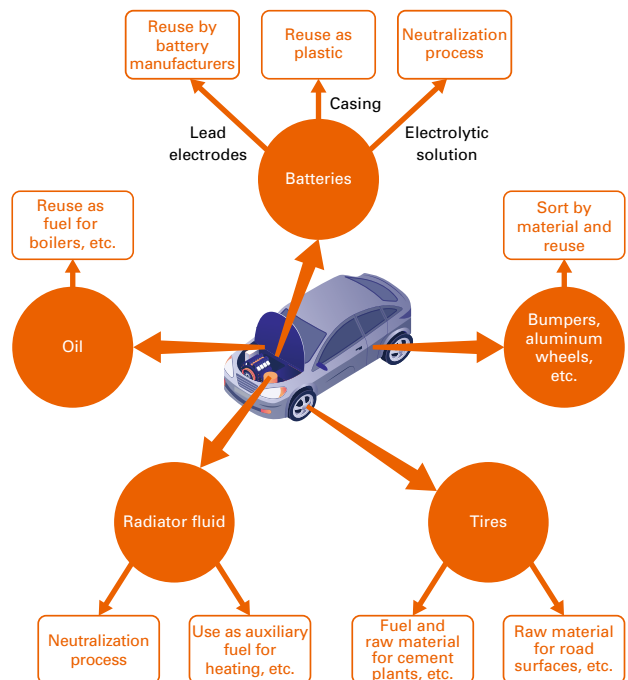 Reuse by
battery
manufacturers
Reuse as
plastic
Neutralization
process
Lead
electrodes
Casing
Electrolytic
solution
Batteries
Reuse as
fuel for
boilers, etc.
Sort by
material and
reuse
Oil
Bumpers,
aluminum
wheels,
etc.
Radiator fluid
Tires
Neutralization
process
Use as auxiliary
fuel for
heating, etc.
Fuel and
raw material
for cement
plants, etc.
Raw material
for road
surfaces, etc.